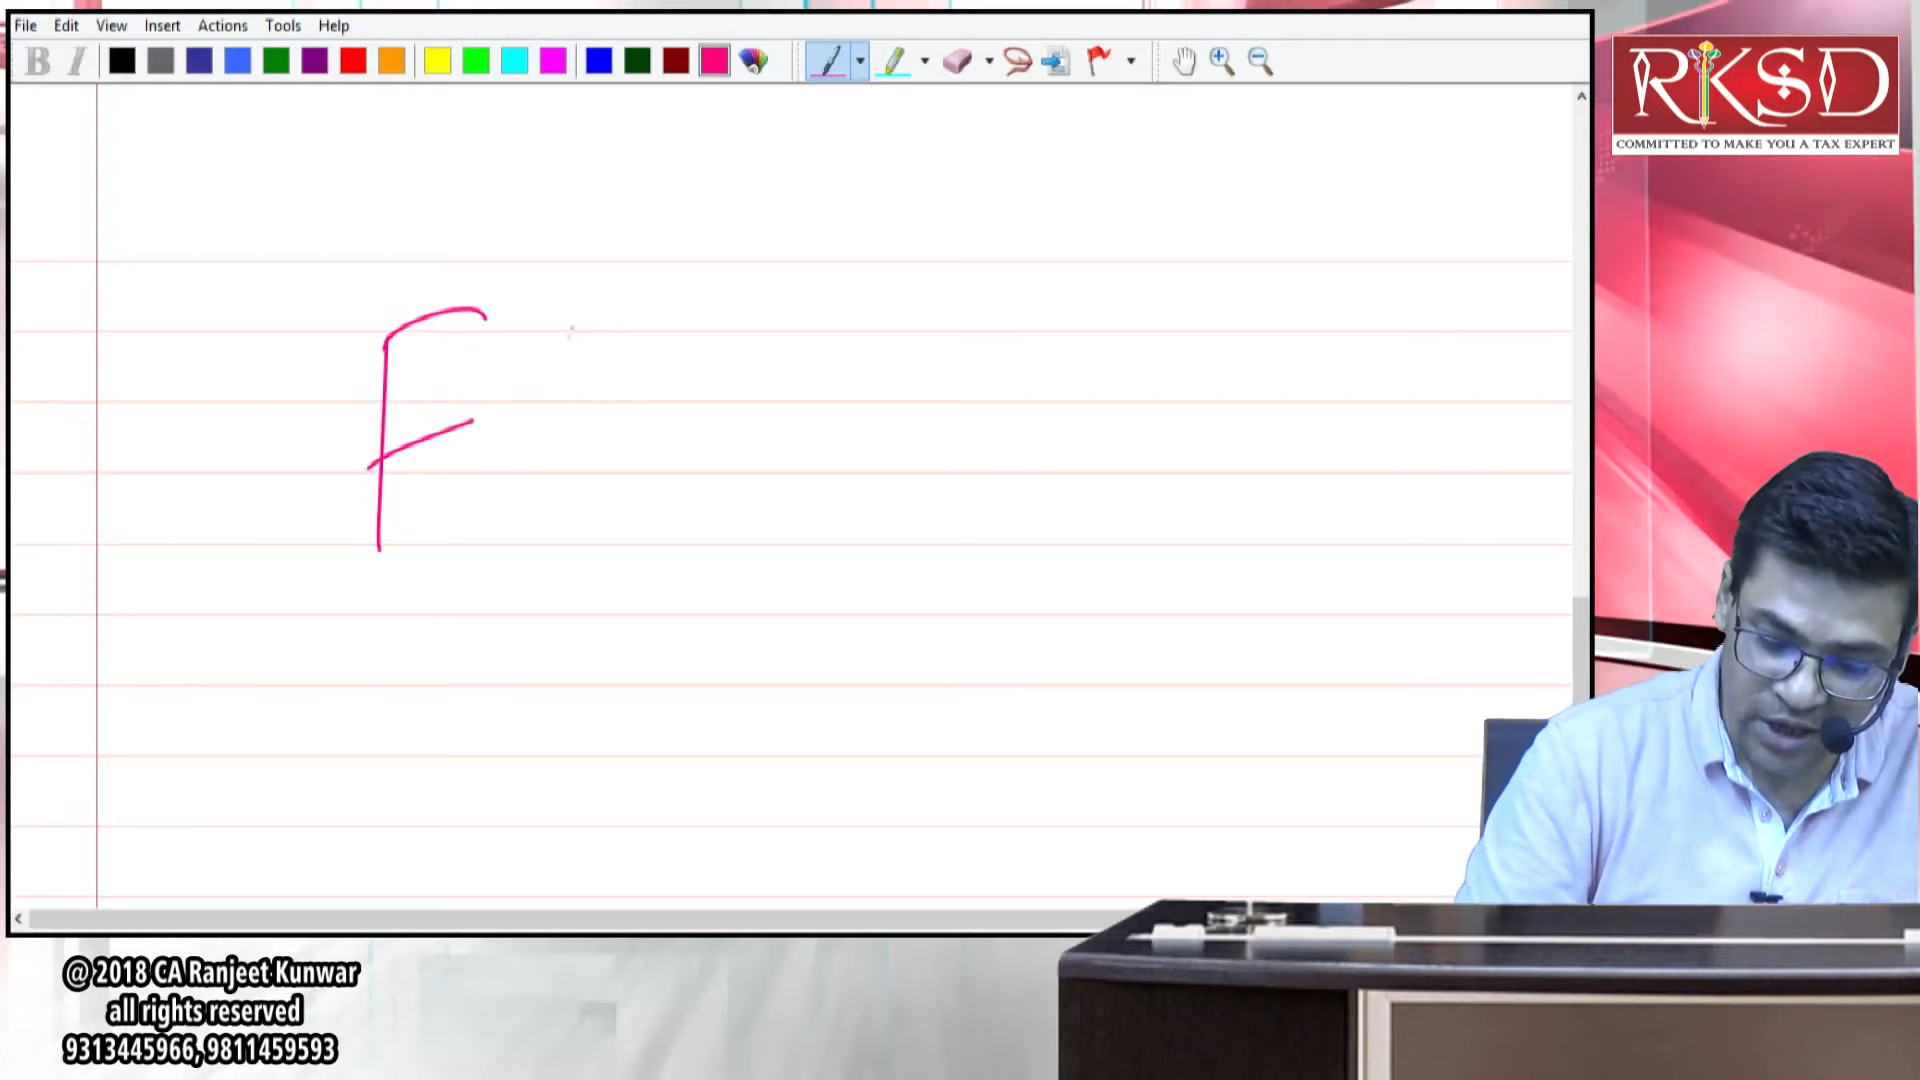 File Edit View Insert Actions Tools Help
B I
RKSD
COMMITTED TO MAKE YOU A TAX EXPERT
F
@ 2018 CA Ranjeet Kunwar
all rights reserved
9313445966, 9811459593